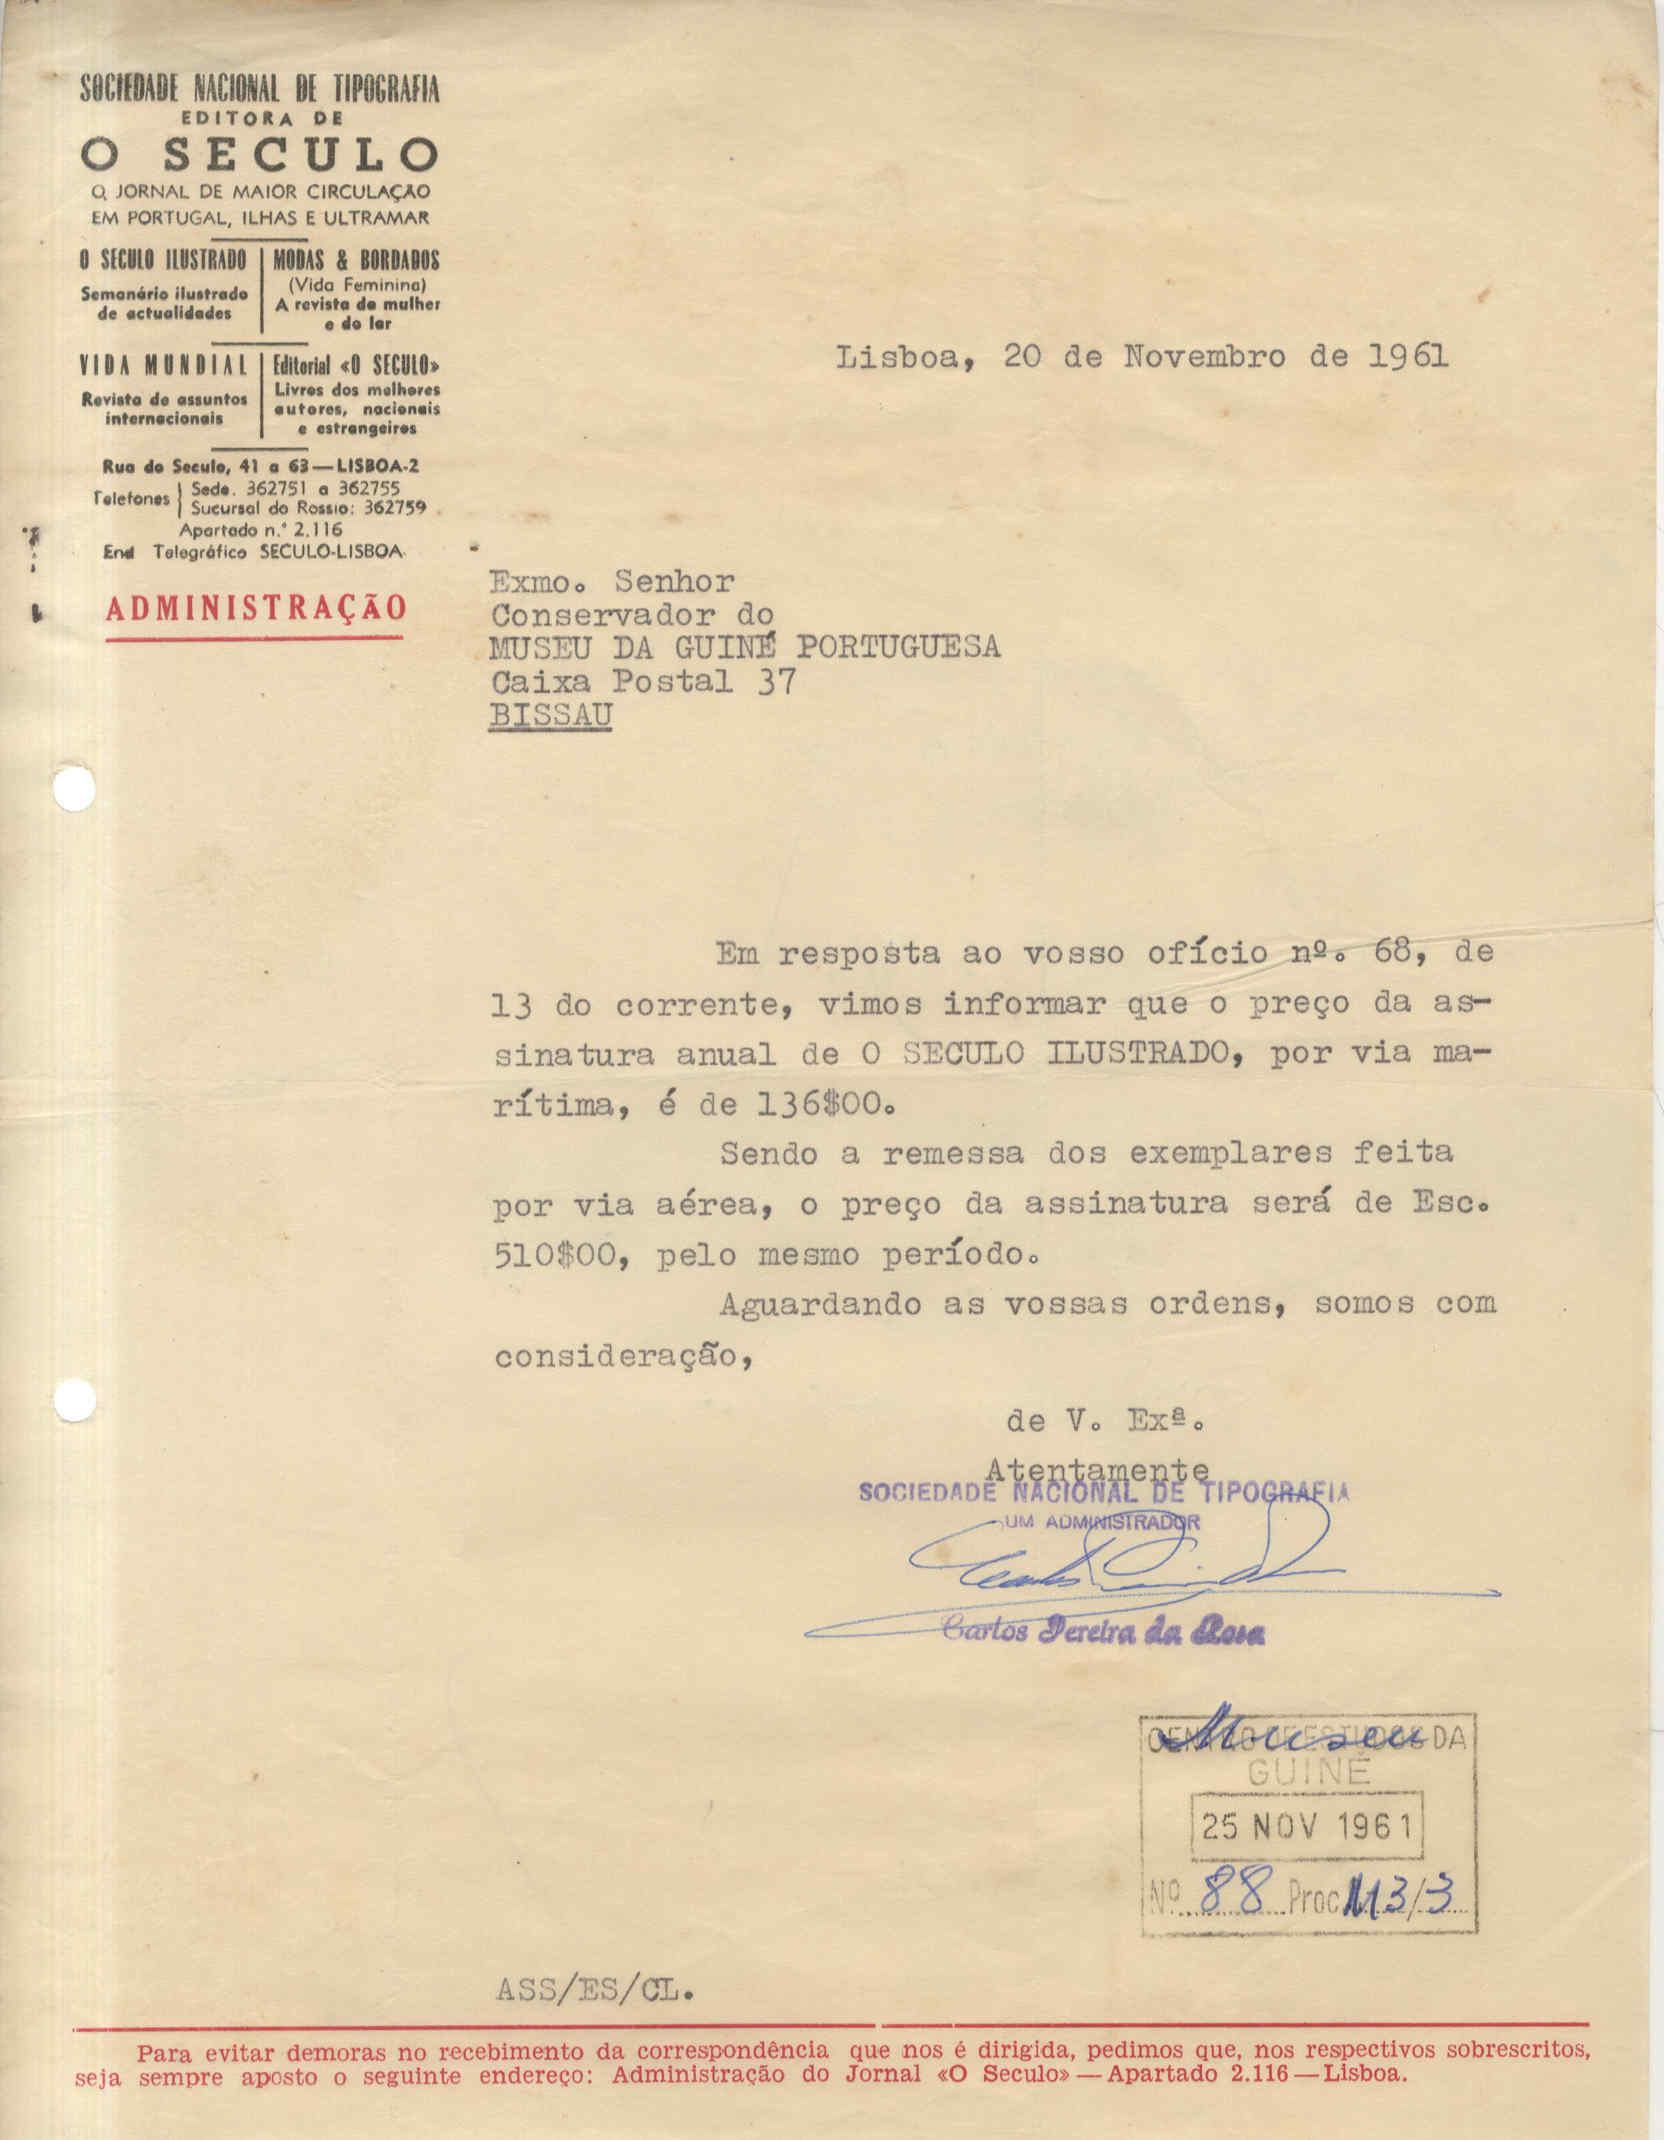 SOCIEDADE NACIONAL DE TIPOGRAFIA
EDITORA DE
O SECULO
O JORNAL DE MAIOR CIRCULAÇÃO
EM PORTUGAL, ILHAS E ULTRAMAR
O SECULO ILUSTRADO
Semanário ilustrado
de actualidades
MODAS & BORDADOS
(Vida Feminina)
A revista da mulher
e do lar
VIDA MUNDIAL
Revista de assuntos
internacionais
Editorial «O SECULO»
Livros dos melhores
autores, nacionais
e estrangeiros
Rua do Seculo, 41 a 63—LISBOA-2
Telefones
Sede. 362751 a 362755
Sucursal do Rossio: 362759
Apartado n.° 2.116
End Telegráfico SECULO-LISBOA
ADMINISTRAÇÃO
Lisboa, 20 de Novembro de 1961
Exmo. Senhor
Conservador do
MUSEU DA GUINÉ PORTUGUESA
Caixa Postal 37
BISSAU
Em resposta ao vosso ofício nº. 68, de
13 do corrente, vimos informar que o preço da as-
sinatura anual de O SECULO ILUSTRADO, por via ma-
rítima, é de 136$00.
Sendo a remessa dos exemplares feita
por via aérea, o preço da assinatura será de Esc.
510$00, pelo mesmo período.
Aguardando as vossas ordens, somos com
consideração,
de V. Exª.
Atentamente
SOCIEDADE NACIONAL DE TIPOGRAFIA
UM ADMINISTRADOR
Carlos Pereira da Rosa
Museu
CENTRO DE ESTUDOS DA
GUINÉ
25 NOV 1961
Nº 88 Proc 113/3
ASS/ES/CL.
Para evitar demoras no recebimento da correspondência que nos é dirigida, pedimos que, nos respectivos sobrescritos,
seja sempre aposto o seguinte endereço: Administração do Jornal «O Seculo»—Apartado 2.116—Lisboa.